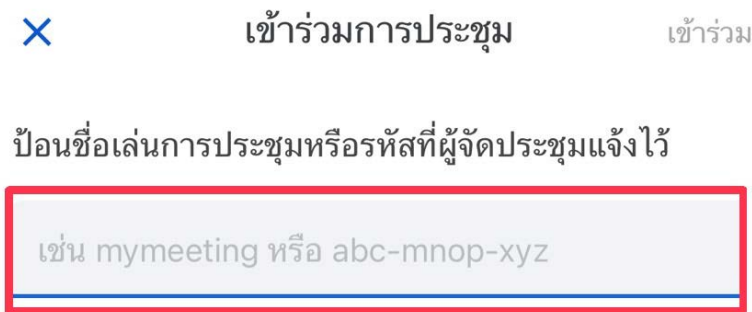 เข้าร่วมการประชุม เข้าร่วม
ป้อนชื่อเล่นการประชุมหรือรหัสที่ผู้จัดประชุมแจ้งไว้
เช่น mymeeting หรือ abc-mnop-xyz